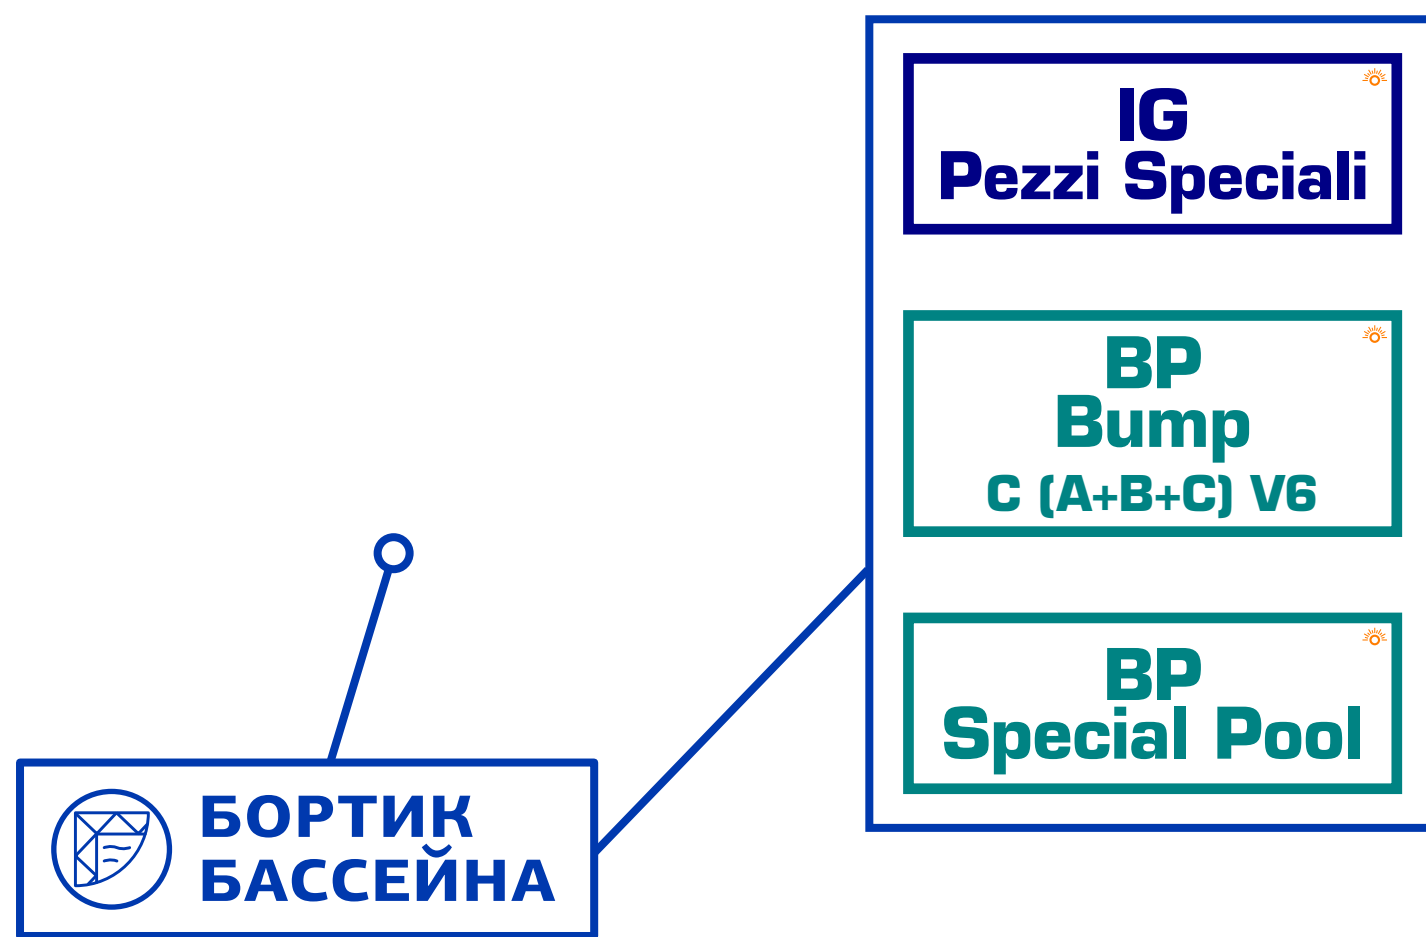 IG
Pezzi Speciali
BP
Bump
C (A+B+C) V6
BP
Special Pool
БОРТИК
БАССЕЙНА